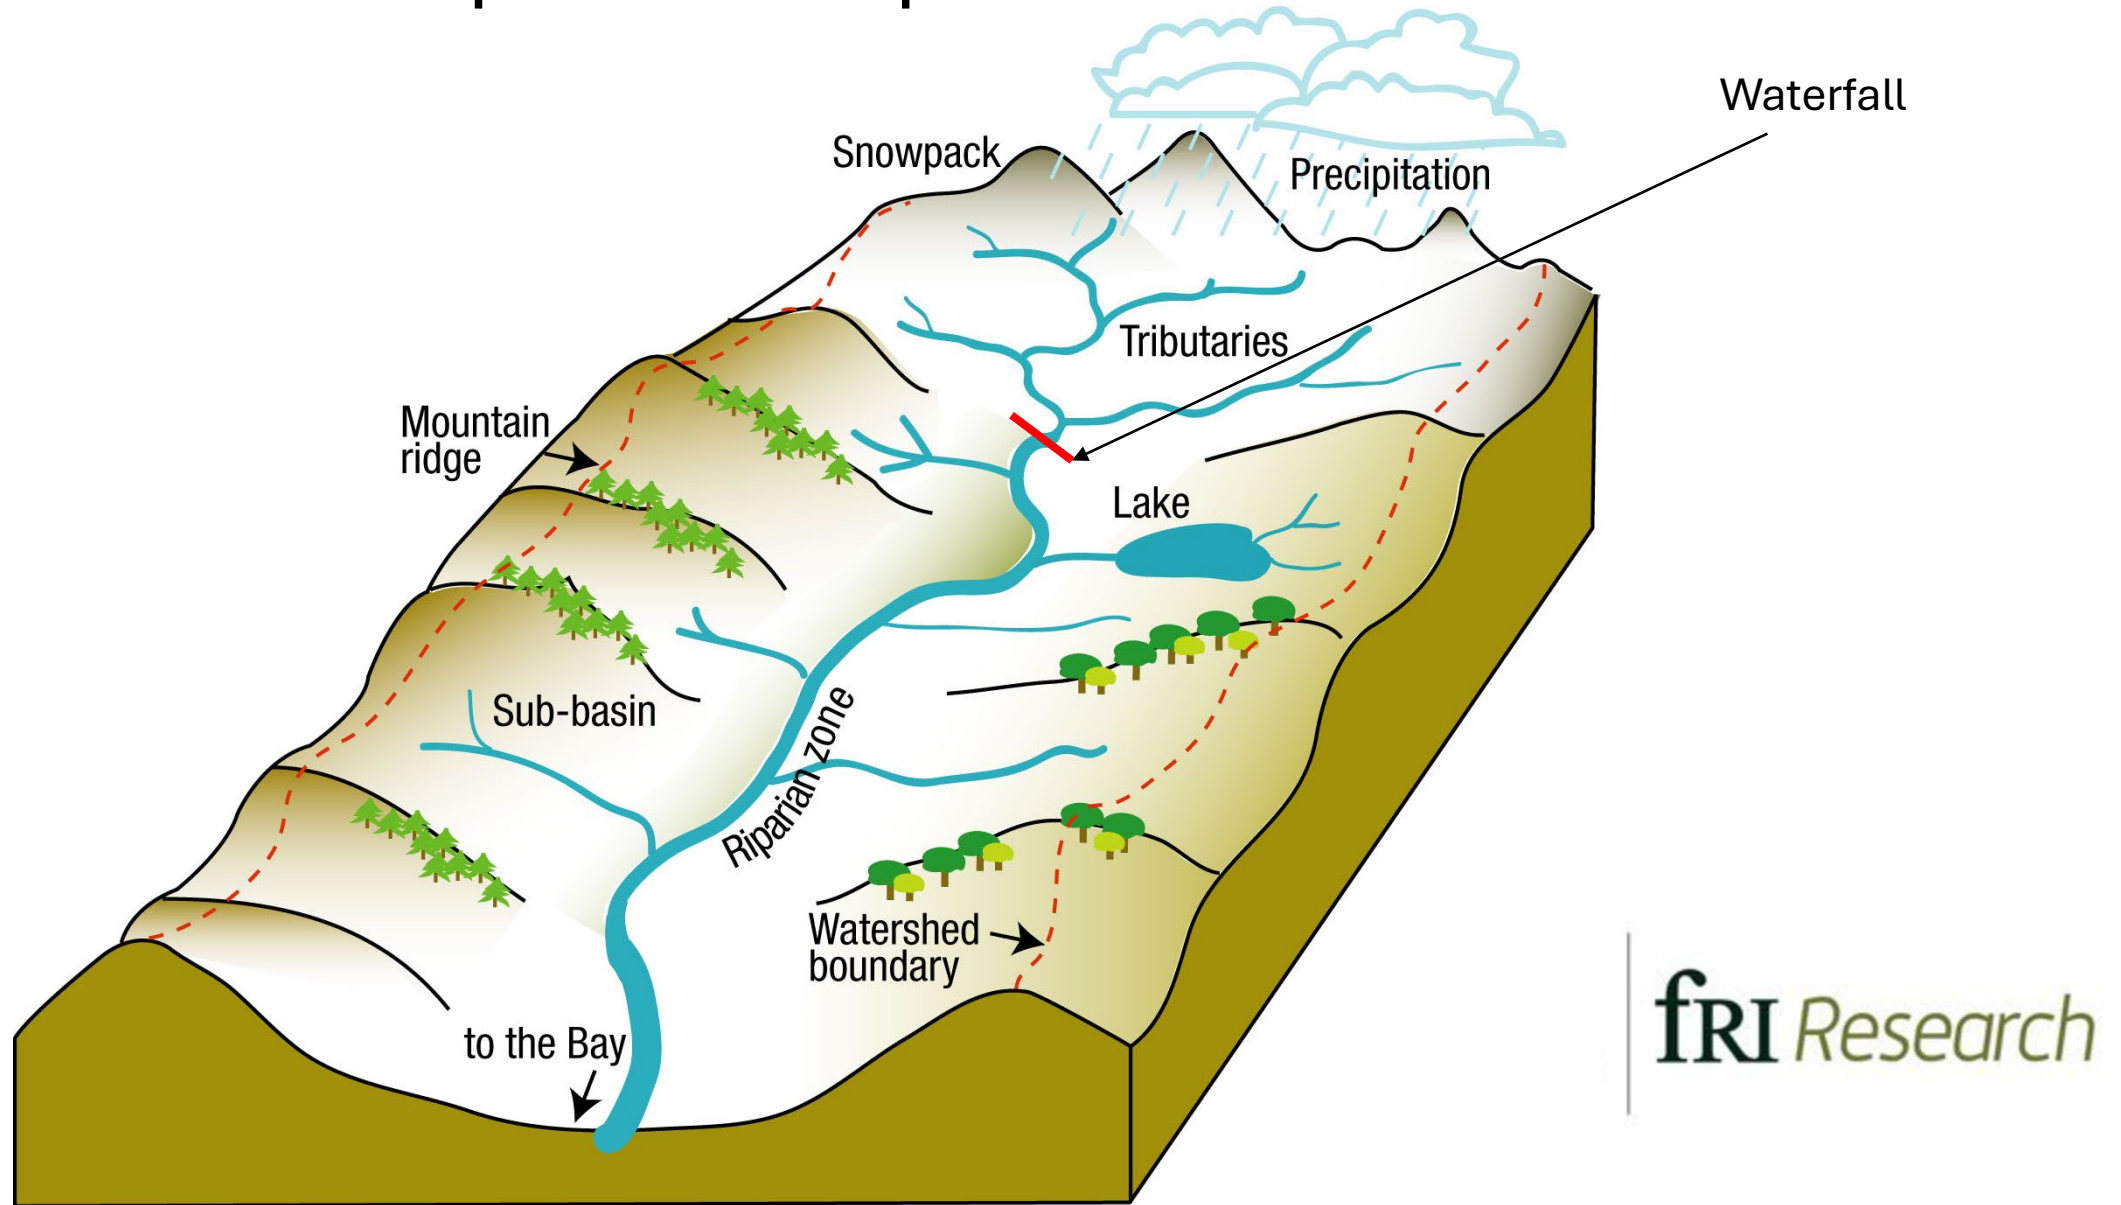 Waterfall
Snowpack
Precipitation
Tributaries
Mountain
ridge
Lake
Sub-basin
Riparian zone
Watershed
boundary
to the Bay
fRI Research